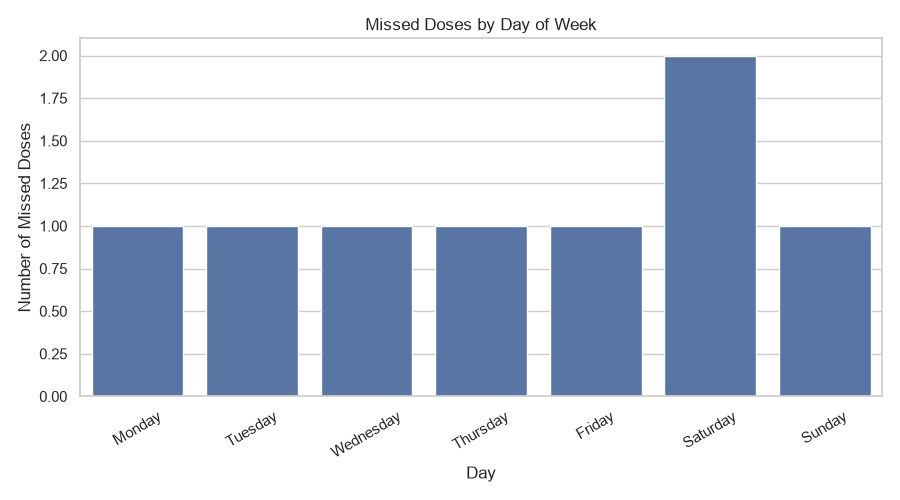 Missed Doses by Day of Week
Number of Missed Doses
2.00
1.75
1.50
1.25
1.00
0.75
0.50
0.25
0.00
Monday
Tuesday
Wednesday
Thursday
Friday
Saturday
Sunday
Day